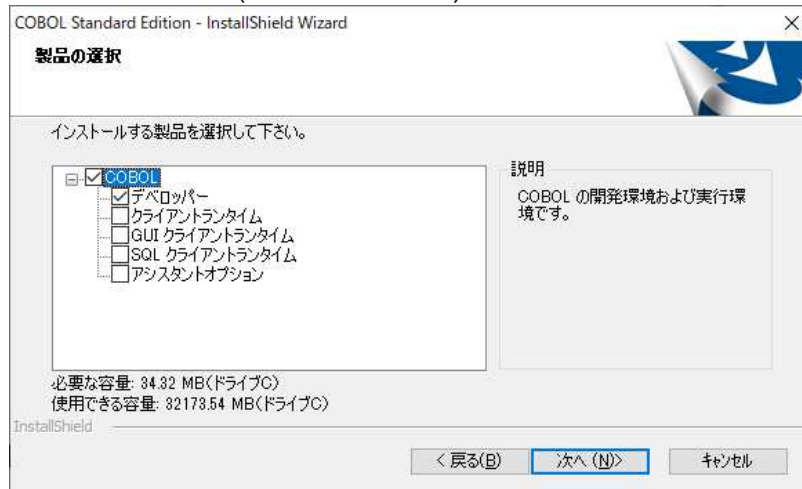 COBOL Standard Edition - InstallShield Wizard
製品の選択
インストールする製品を選択して下さい。
COBOL
デベロッパー
クライアントランタイム
GUI クライアントランタイム
SQL クライアントランタイム
アシスタントオプション
説明
COBOL の開発環境および実行環
境です。
必要な容量: 34.32 MB(ドライブC)
使用できる容量: 32173.54 MB(ドライブC)
InstallShield
< 戻る(B)
次へ (N)>
キャンセル